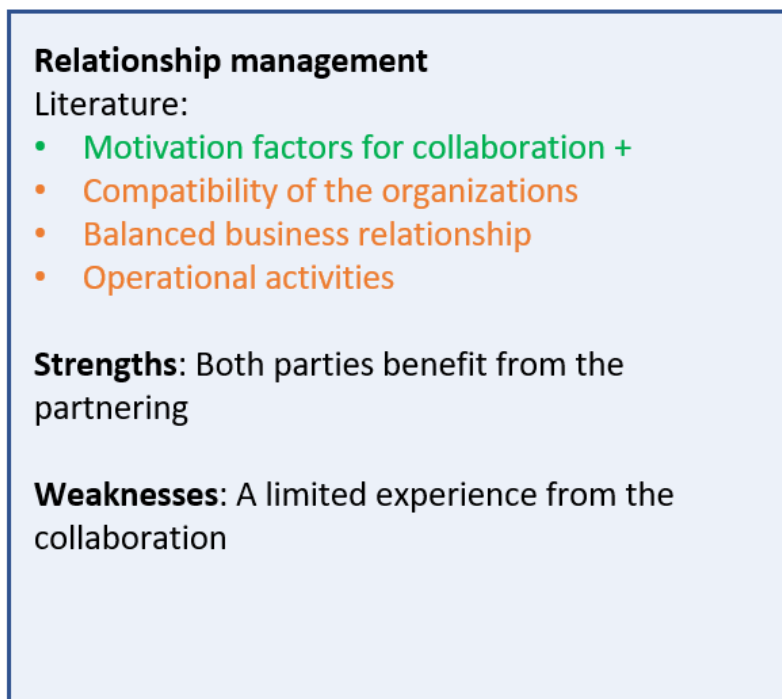 Relationship management
Literature:
• Motivation factors for collaboration +
• Compatibility of the organizations
• Balanced business relationship
• Operational activities
Strengths: Both parties benefit from the
partnering
Weaknesses: A limited experience from the
collaboration